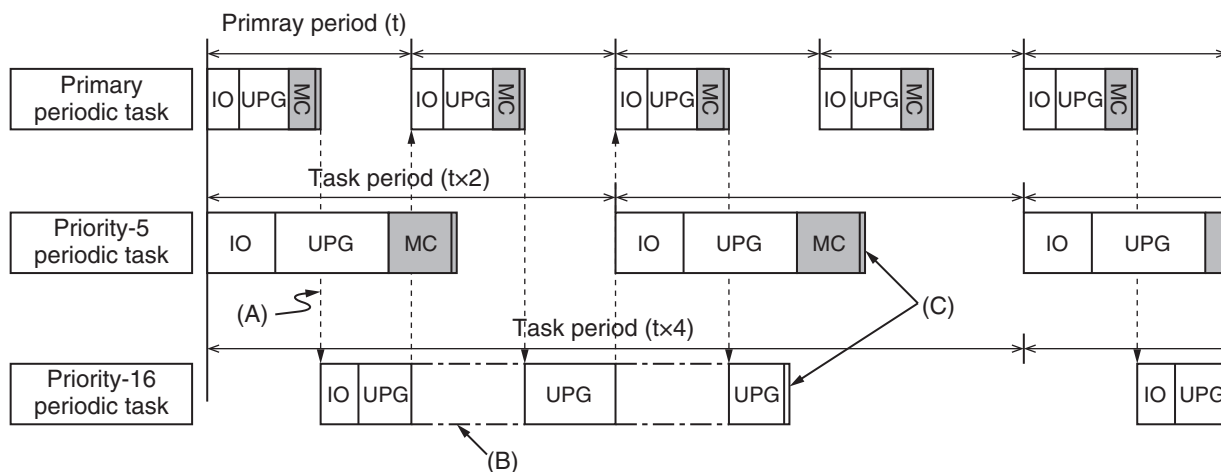 Primray period (t)
Primary
periodic task
IO UPG MC IO UPG MC IO UPG MC IO UPG MC IO UPG MC
Task period (t×2)
Priority-5
periodic task
IO UPG MC IO UPG MC IO UPG
(A)
(C)
Task period (t×4)
Priority-16
periodic task
IO UPG UPG UPG IO UPG
(B)